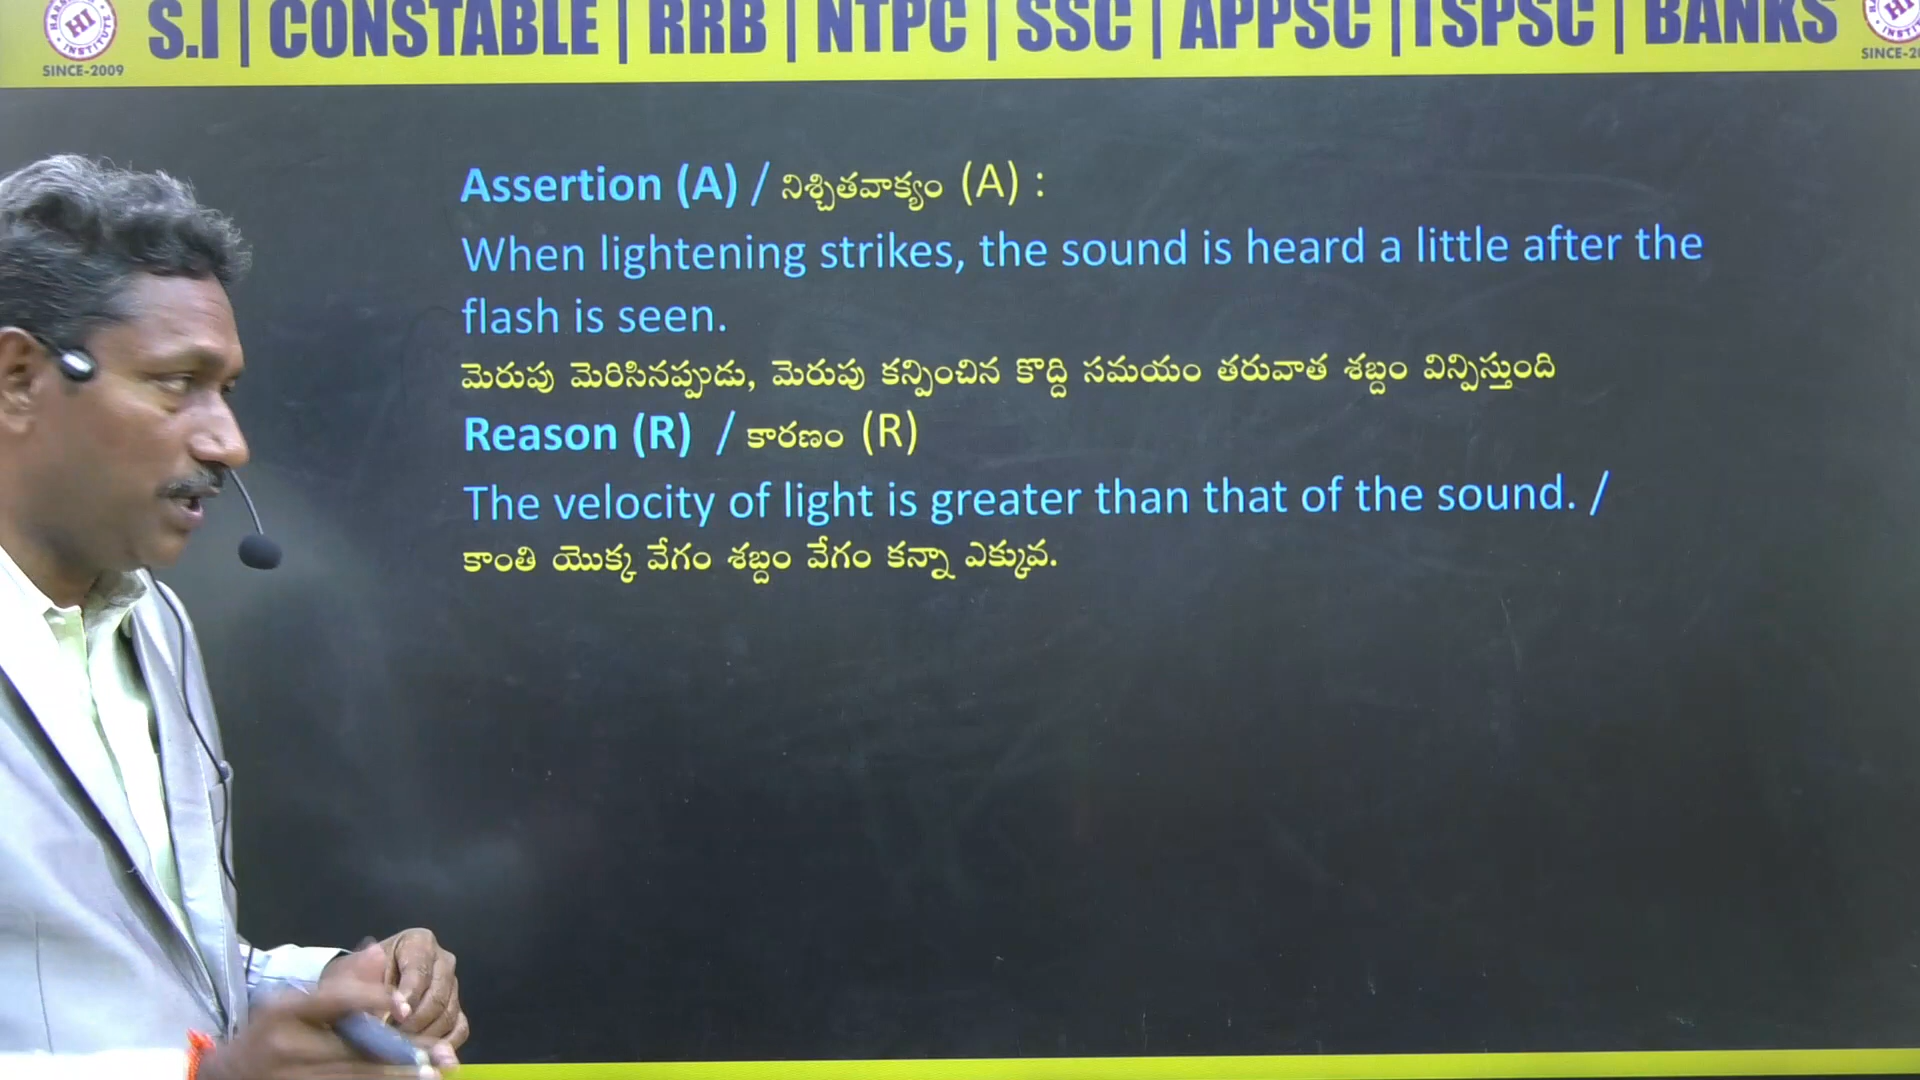 S.I | CONSTABLE | RRB | NTPC | SSC | APPSC | TSPSC | BANKS
HI
INSTITUTE
SINCE-2009
Assertion (A) / నిశ్చితవాక్యం (A) :
When lightening strikes, the sound is heard a little after the
flash is seen.
మెరుపు మెరిసినప్పుడు, మెరుపు కన్పించిన కొద్ది సమయం తరువాత శబ్దం విన్పిస్తుంది
Reason (R) / కారణం (R)
The velocity of light is greater than that of the sound. /
కాంతి యొక్క వేగం శబ్దం వేగం కన్నా ఎక్కువ.